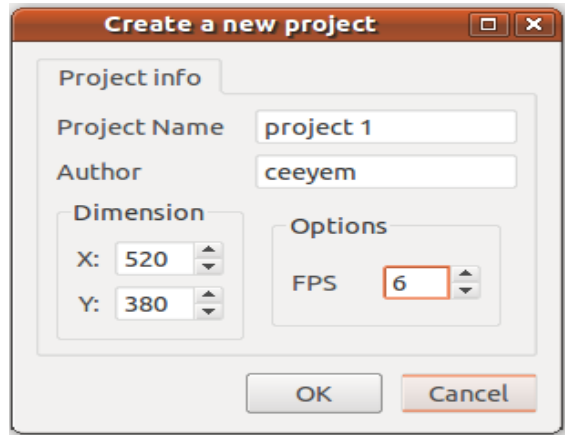 Create a new project
Project info
Project Name project 1
Author ceeyem
Dimension
X: 520
Y: 380
Options
FPS 6
OK Cancel